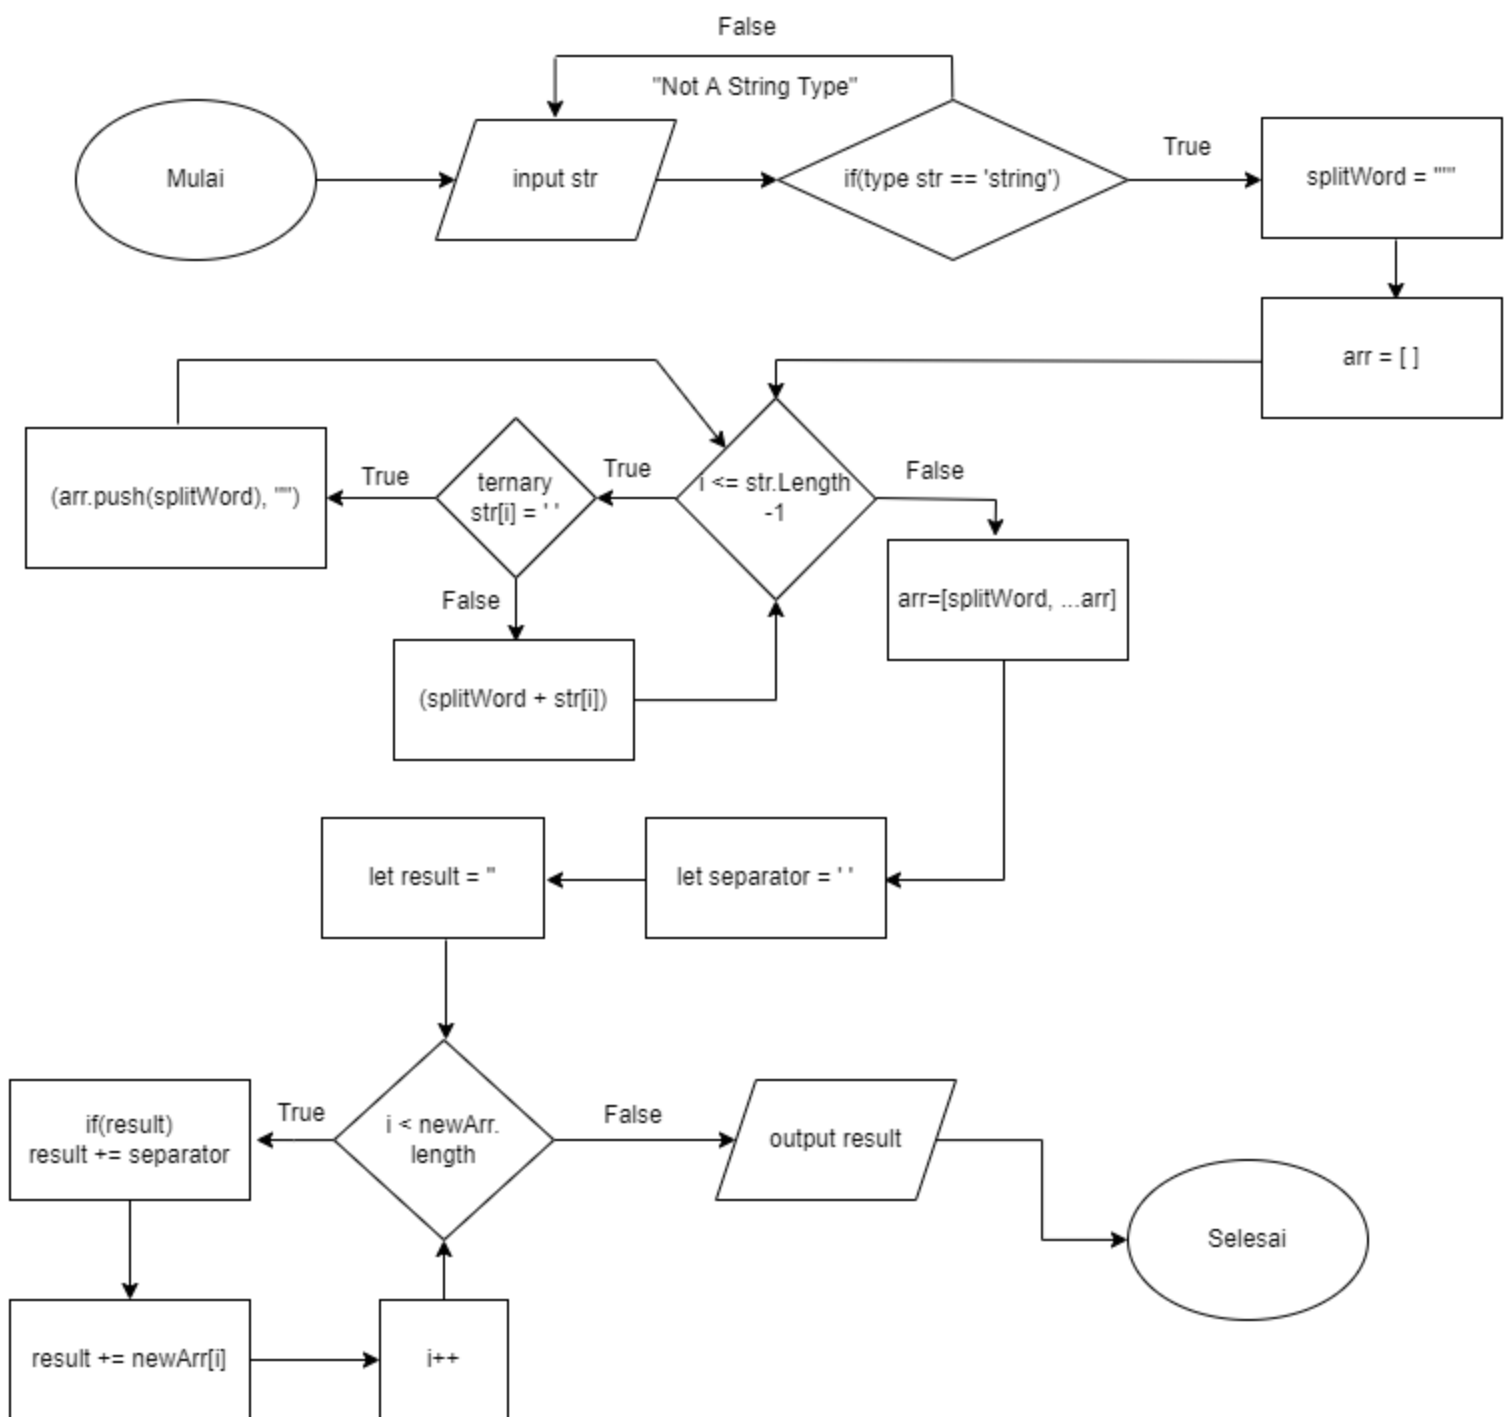 False
"Not A String Type"
Mulai
input str
if(type str == 'string')
True
splitWord = """
arr = [ ]
(arr.push(splitWord), "")
True
ternary
str[i] = ' '
True
i <= str.Length
-1
False
arr=[splitWord, ...arr]
False
(splitWord + str[i])
let result = ''
let separator = ' '
if(result)
result += separator
True
i < newArr.
length
False
output result
Selesai
result += newArr[i]
i++